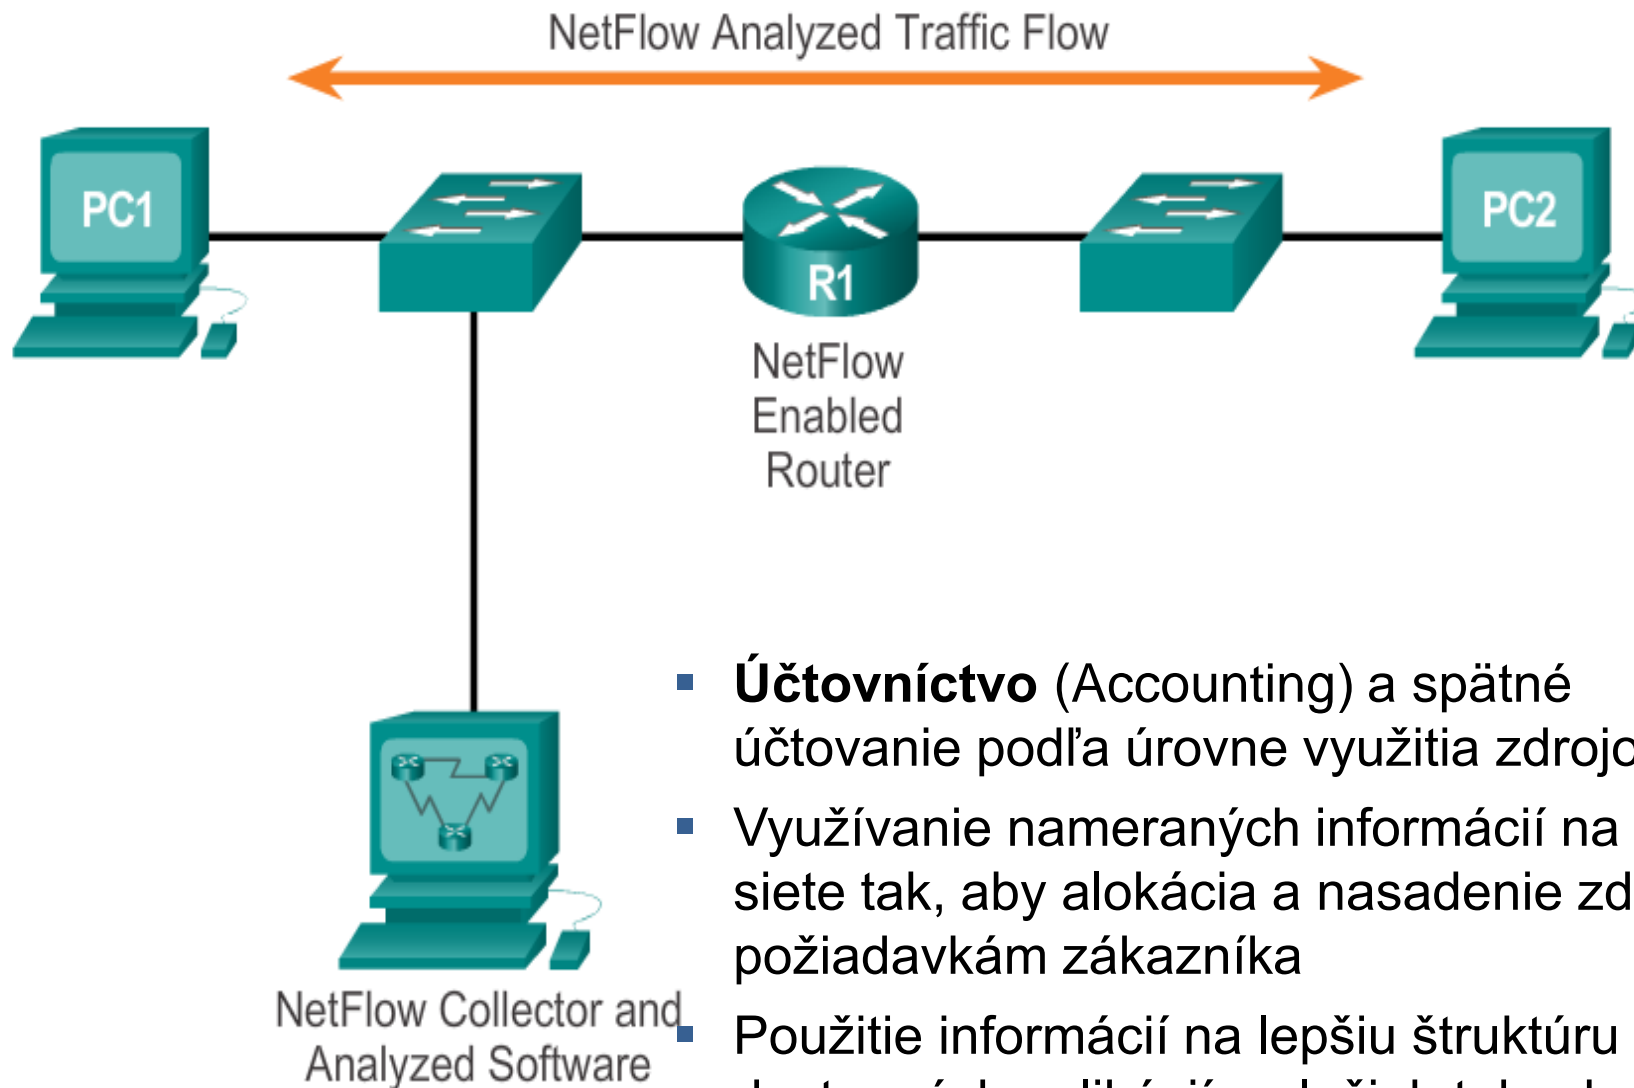 NetFlow Analyzed Traffic Flow
PC1
R1
PC2
NetFlow
Enabled
Router
NetFlow Collector and
Analyzed Software
▪ Účtovníctvo (Accounting) a spätné
účtovanie podľa úrovne využitia
▪ Využívanie nameraných informácií na
siete tak, aby alokácia a nasadenie
požiadavkám zákazníka
▪ Použitie informácií na lepšiu štruktúru